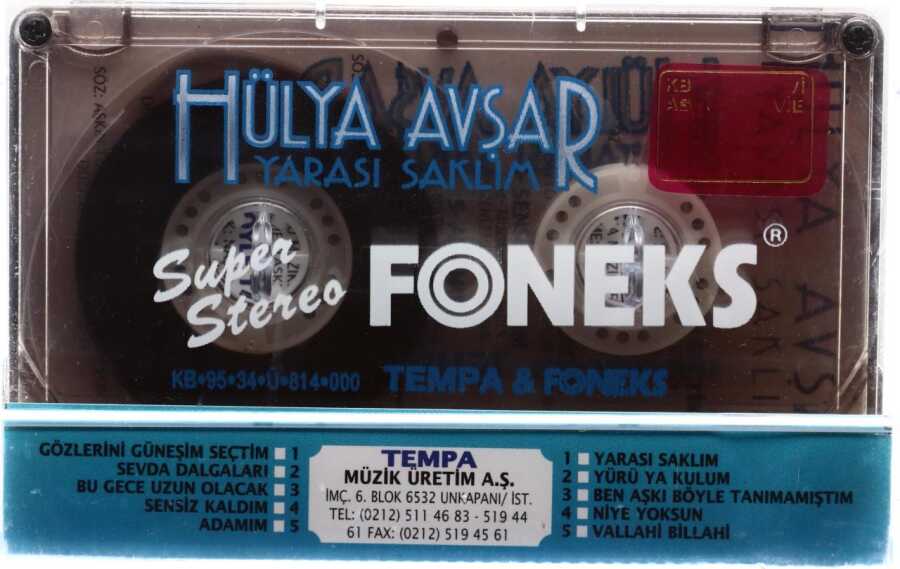 HÜLYA AVŞAR
YARASI SAKLIM
Super
Stereo
FONEKS®
KB•95•34•Ü•814•000
TEMPA & FONEKS
GÖZLERİNİ GÜNEŞİM SEÇTİM 1
SEVDA DALGALARI 2
BU GECE UZUN OLACAK 3
SENSİZ KALDIM 4
ADAMIM 5
TEMPA
MÜZİK ÜRETİM A.Ş.
İMÇ. 6. BLOK 6532 UNKAPANI/ İST.
TEL: (0212) 511 46 83 - 519 44
61 FAX: (0212) 519 45 61
1 YARASI SAKLIM
2 YÜRÜ YA KULUM
3 BEN AŞKI BÖYLE TANIMAMIŞTIM
4 NİYE YOKSUN
5 VALLAHİ BİLLAHİ